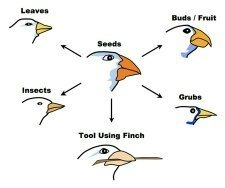 Leaves
Buds / Fruit
Seeds
Insects
Grubs
Tool Using Finch